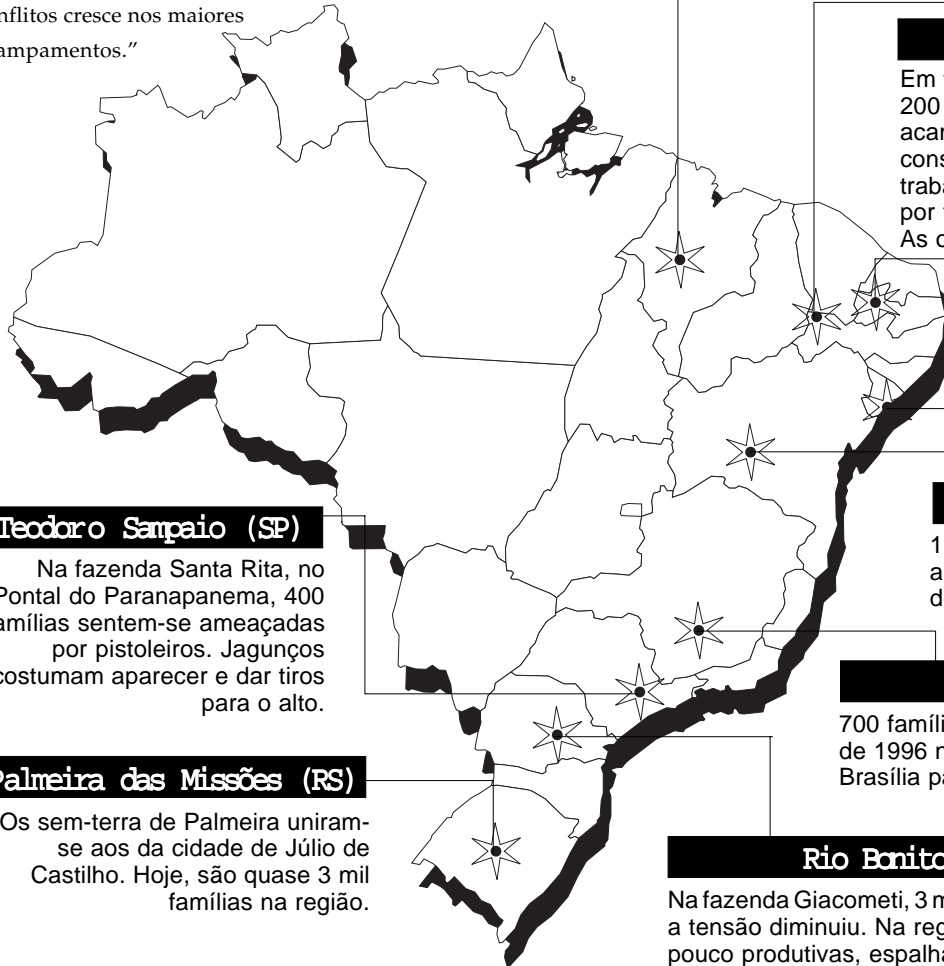 nflitos cresce nos maiores
ampamentos.”
Em
200
acar
cons
traba
por
As c
Teodoro Sampaio (SP)
Na fazenda Santa Rita, no
Pontal do Paranapanema, 400
amílias sentem-se ameaçadas
por pistoleiros. Jagunços
costumam aparecer e dar tiros
para o alto.
1
a
d
700 famíli
de 1996 n
Brasília pa
Palmeira das Missões (RS)
Os sem-terra de Palmeira uniram-
se aos da cidade de Júlio de
Castilho. Hoje, são quase 3 mil
famílias na região.
Rio Bonito
Na fazenda Giacometi, 3 m
a tensão diminuiu. Na reg
pouco produtivas, espalha